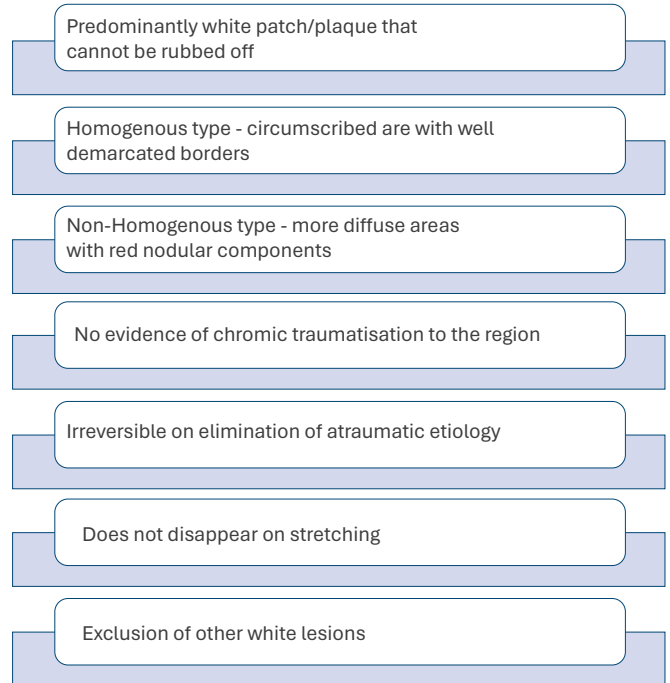 Predominantly white patch/plaque that
cannot be rubbed off
Homogenous type - circumscribed are with well
demarcated borders
Non-Homogenous type - more diffuse areas
with red nodular components
No evidence of chromic traumatisation to the region
Irreversible on elimination of atraumatic etiology
Does not disappear on stretching
Exclusion of other white lesions